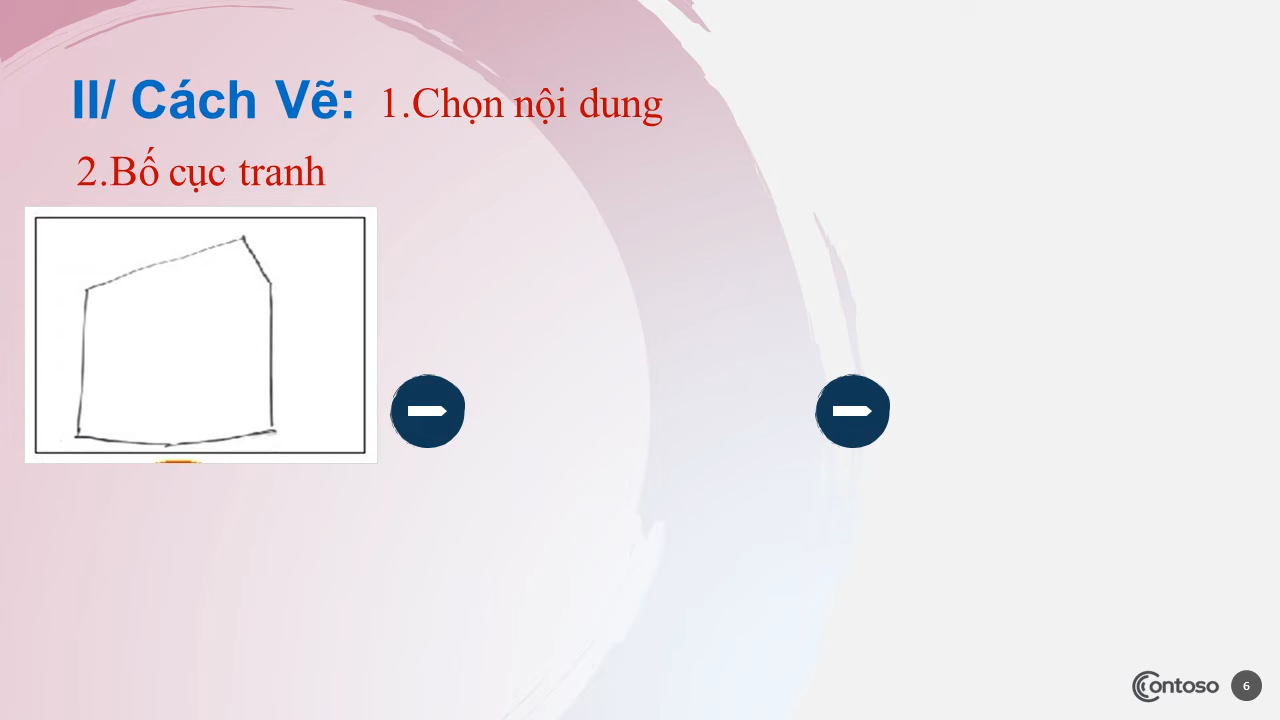 II/ Cách Vẽ: 1.Chọn nội dung
2.Bố cục tranh
Contoso 6